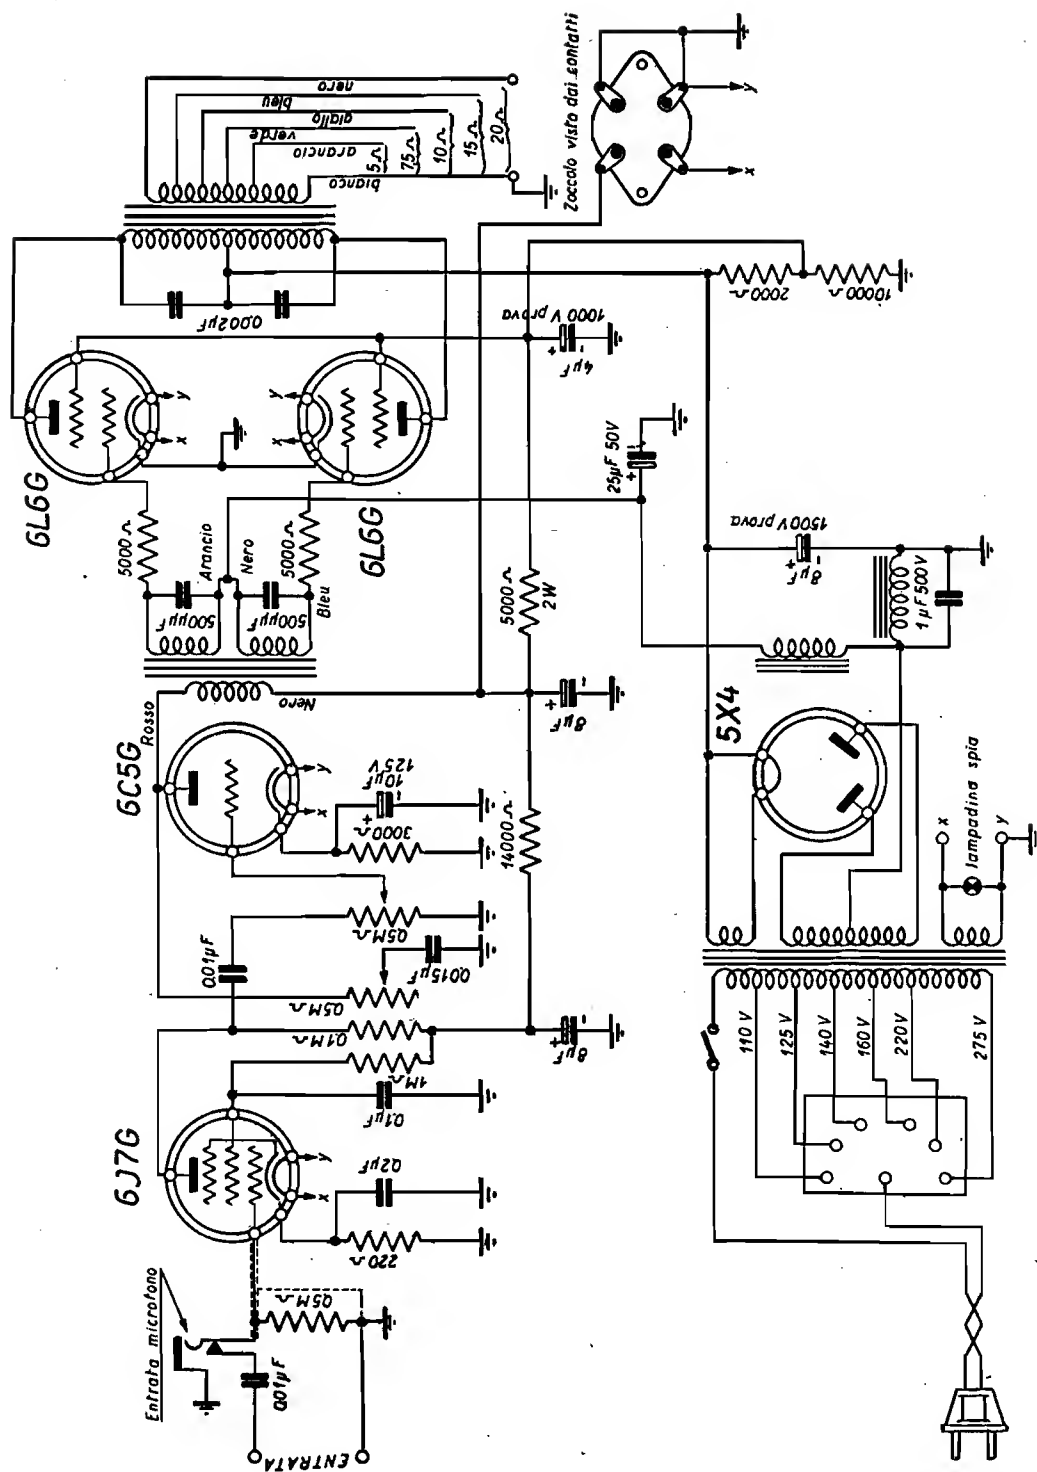 Entrata microfono
ENTRATA
0,01µF
0,5MΩ
6J7G
x
y
220Ω
0,2µF
0,1µF
1MΩ
0,1MΩ
0,5MΩ
0,01µF
0,015µF
0,5MΩ
8µF
+
-
6C5G
Rosso
x
y
3000Ω
+
-
10µF
12.5V
14000Ω
Nero
8µF
+
-
500µµF
500µµF
Arancio
Nero
Bleu
5000Ω
5000Ω
5000Ω
2W
6L6G
x
y
6L6G
x
y
0,002µF
4µF
+
-
1000 V prova
25µF 50V
+
-
nero
bleu
giallo
verde
arancio
bianco
5Ω
7,5Ω
10Ω
15Ω
20Ω
Zoccolo visto dai contatti
x
y
2000Ω
10000Ω
8µF
+
-
1500V prova
1µF 500V
5X4
x
lampadina spia
y
110 V
125 V
140 V
160 V
220V
275 V